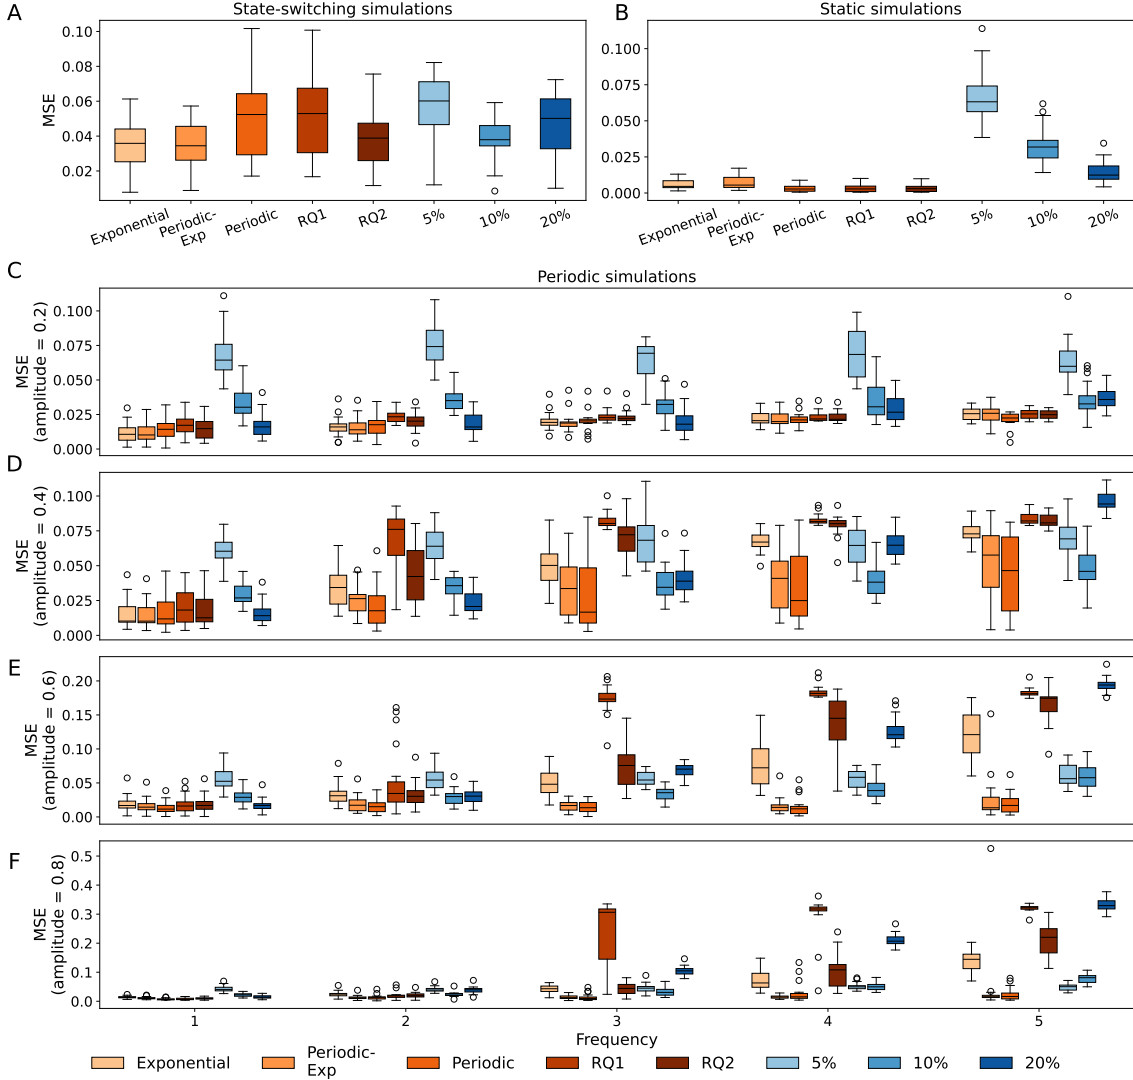 A
State-switching simulations
MSE
0.10
0.08
0.06
0.04
0.02
Exponential
Periodic-
Exp
Periodic
RQ1
RQ2
5%
10%
20%
B
Static simulations
0.100
0.075
0.050
0.025
0.000
Exponential
Periodic-
Exp
Periodic
RQ1
RQ2
5%
10%
20%
C
Periodic simulations
MSE
(amplitude = 0.2)
0.100
0.075
0.050
0.025
0.000
D
MSE
(amplitude = 0.4)
0.100
0.075
0.050
0.025
0.000
E
MSE
(amplitude = 0.6)
0.20
0.15
0.10
0.05
0.00
F
MSE
(amplitude = 0.8)
0.5
0.4
0.3
0.2
0.1
0.0
1
2
3
4
5
Frequency
Exponential
Periodic-
Exp
Periodic
RQ1
RQ2
5%
10%
20%